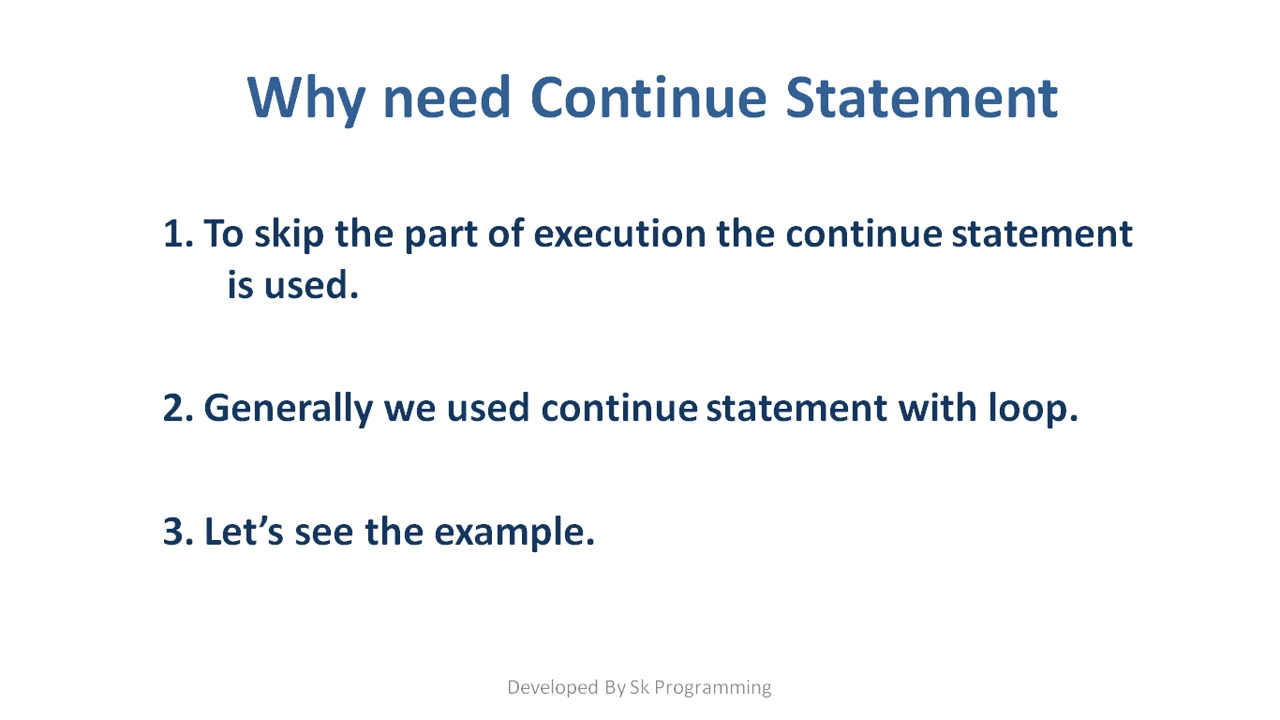 Why need Continue Statement
1. To skip the part of execution the continue statement
is used.
2. Generally we used continue statement with loop.
3. Let’s see the example.
Developed By Sk Programming